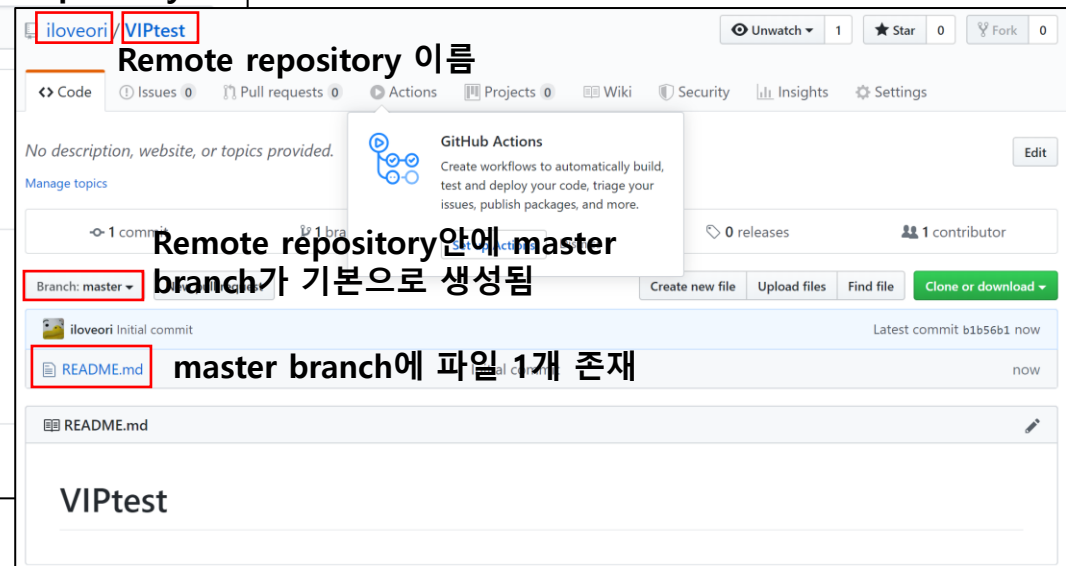 iloveori / VIPtest
Unwatch 1 Star 0 Fork 0
Remote repository 이름
Code Issues 0 Pull requests 0 Actions Projects 0 Wiki Security Insights Settings
No description, website, or topics provided.
Edit
Manage topics
GitHub Actions
Create workflows to automatically build,
test and deploy your code, triage your
issues, publish packages, and more.
1 commit 1 0 releases 1 contributor
Remote repository안에 master
branch가 기본으로 생성됨
Branch: master Create new file Upload files Find file Clone or download
iloveori Initial commit Latest commit b1b56b1 now
README.md now
master branch에 파일 1개 존재
README.md
VIPtest